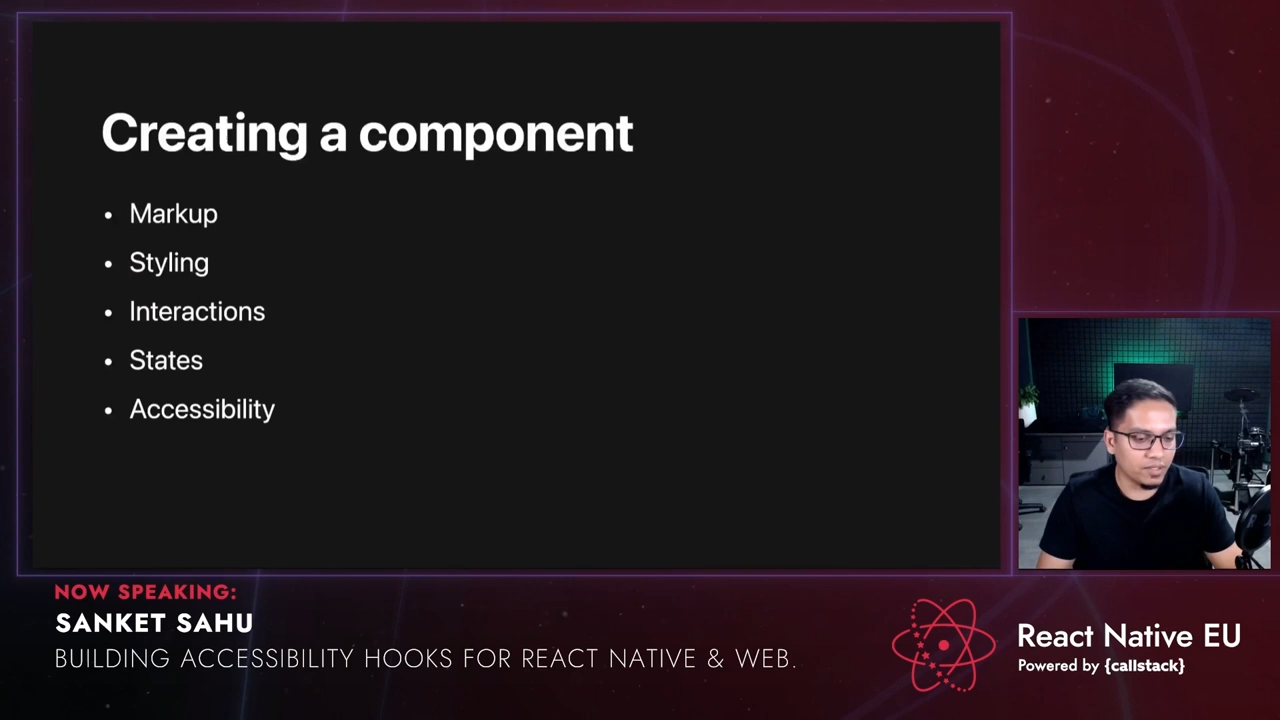 Creating a component
• Markup
• Styling
• Interactions
• States
• Accessibility
NOW SPEAKING:
SANKET SAHU
BUILDING ACCESSIBILITY HOOKS FOR REACT NATIVE & WEB.
React Native EU
Powered by {callstack}